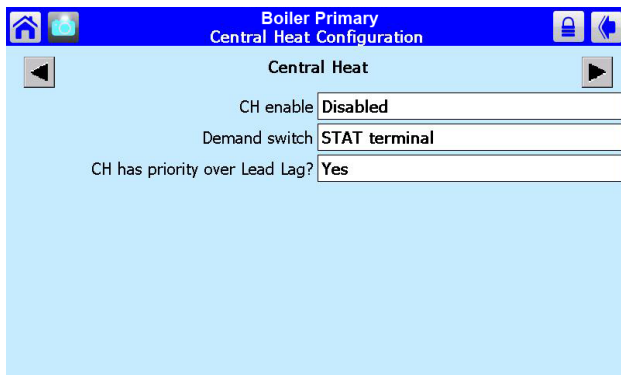 Boiler Primary
Central Heat Configuration
Central Heat
CH enable Disabled
Demand switch STAT terminal
CH has priority over Lead Lag? Yes